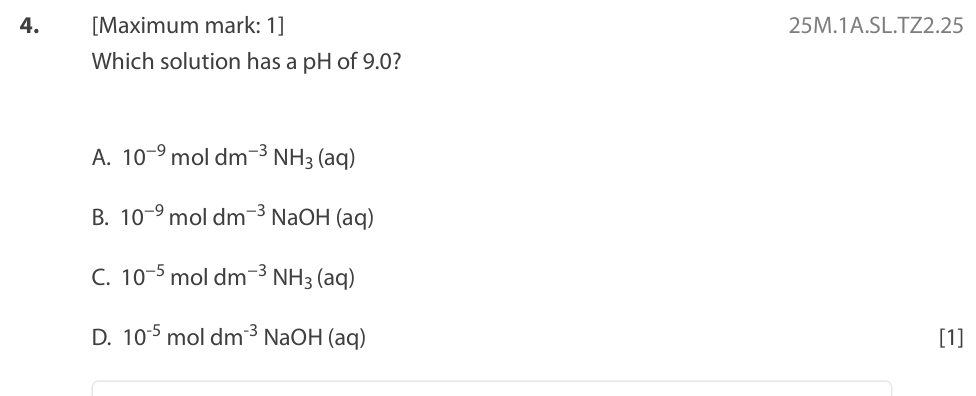 4. [Maximum mark: 1] 25M.1A.SL.TZ2.25
Which solution has a pH of 9.0?
A. 10⁻⁹ mol dm⁻³ NH₃ (aq)
B. 10⁻⁹ mol dm⁻³ NaOH (aq)
C. 10⁻⁵ mol dm⁻³ NH₃ (aq)
D. 10⁻⁵ mol dm⁻³ NaOH (aq) [1]